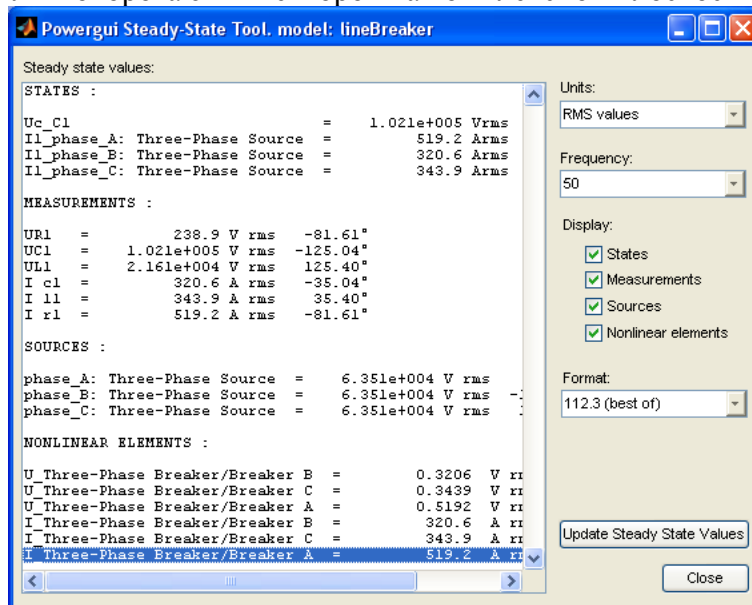 Powergui Steady-State Tool. model: lineBreaker
Steady state values:
STATES :
Uc_C1 = 1.021e+005 Vrms
Il_phase_A: Three-Phase Source = 519.2 Arms
Il_phase_B: Three-Phase Source = 320.6 Arms
Il_phase_C: Three-Phase Source = 343.9 Arms
MEASUREMENTS :
UR1 = 238.9 V rms -81.61°
UC1 = 1.021e+005 V rms -125.04°
UL1 = 2.161e+004 V rms 125.40°
I c1 = 320.6 A rms -35.04°
I l1 = 343.9 A rms 35.40°
I r1 = 519.2 A rms -81.61°
SOURCES :
phase_A: Three-Phase Source = 6.351e+004 V rms
phase_B: Three-Phase Source = 6.351e+004 V rms
phase_C: Three-Phase Source = 6.351e+004 V rms
NONLINEAR ELEMENTS :
U_Three-Phase Breaker/Breaker B = 0.3206 V
U_Three-Phase Breaker/Breaker C = 0.3439 V
U_Three-Phase Breaker/Breaker A = 0.5192 V
I_Three-Phase Breaker/Breaker B = 320.6 A
I_Three-Phase Breaker/Breaker C = 343.9 A
I_Three-Phase Breaker/Breaker A = 519.2 A
Units:
RMS values
Frequency:
50
Display:
States
Measurements
Sources
Nonlinear elements
Format:
112.3 (best of)
Update Steady State Values
Close